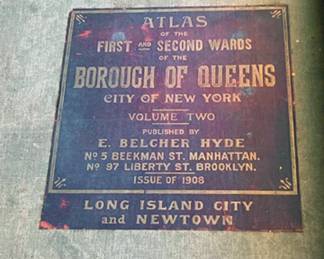 ATLAS
OF THE
FIRST AND SECOND WARDS
OF THE
BOROUGH OF QUEENS
CITY OF NEW YORK
VOLUME TWO
PUBLISHED BY
E. BELCHER HYDE
No 5 BEEKMAN ST. MANHATTAN.
No 97 LIBERTY ST. BROOKLYN.
ISSUE OF 1908
LONG ISLAND CITY
and NEWTOWN